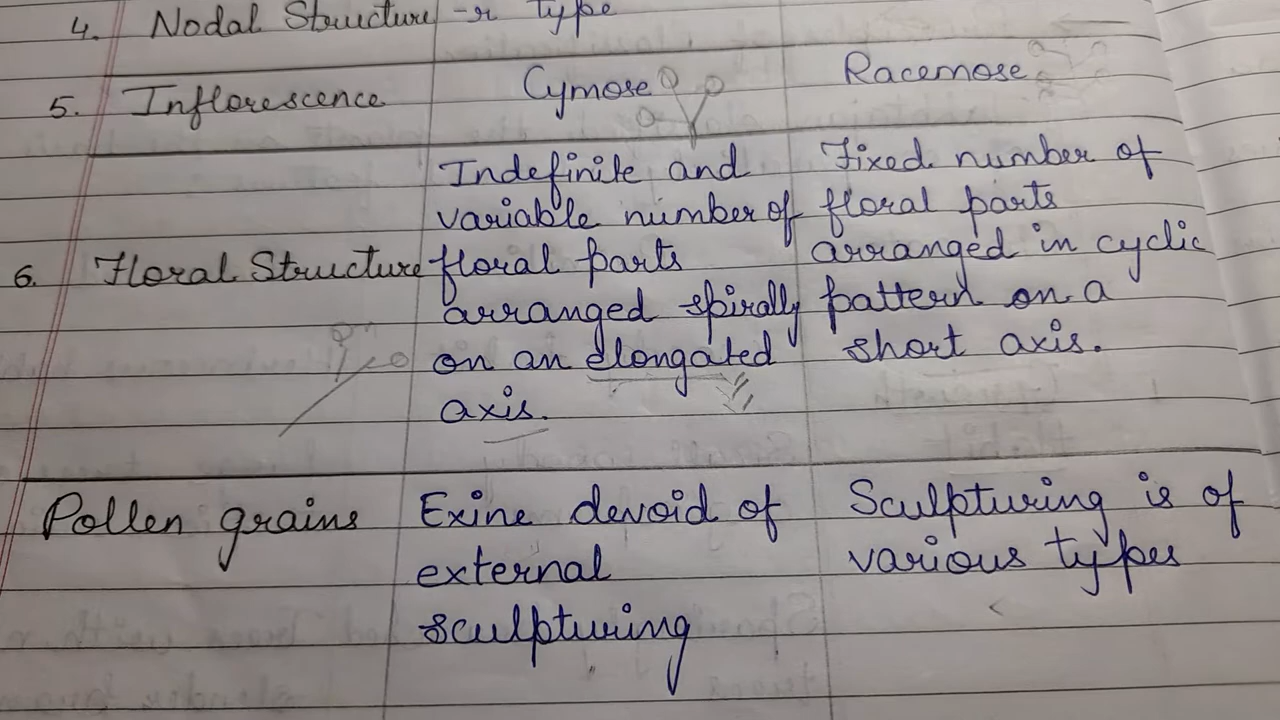 4. Nodal Structure type
5. Inflorescence Cymose Racemose
Indefinite and Fixed number of
variable number of floral parts
6. Floral Structure floral parts arranged in cyclic
arranged spirally pattern on a
on an elongated short axis.
axis.
Pollen grains Exine devoid of Sculpturing is of
external various types
sculpturing